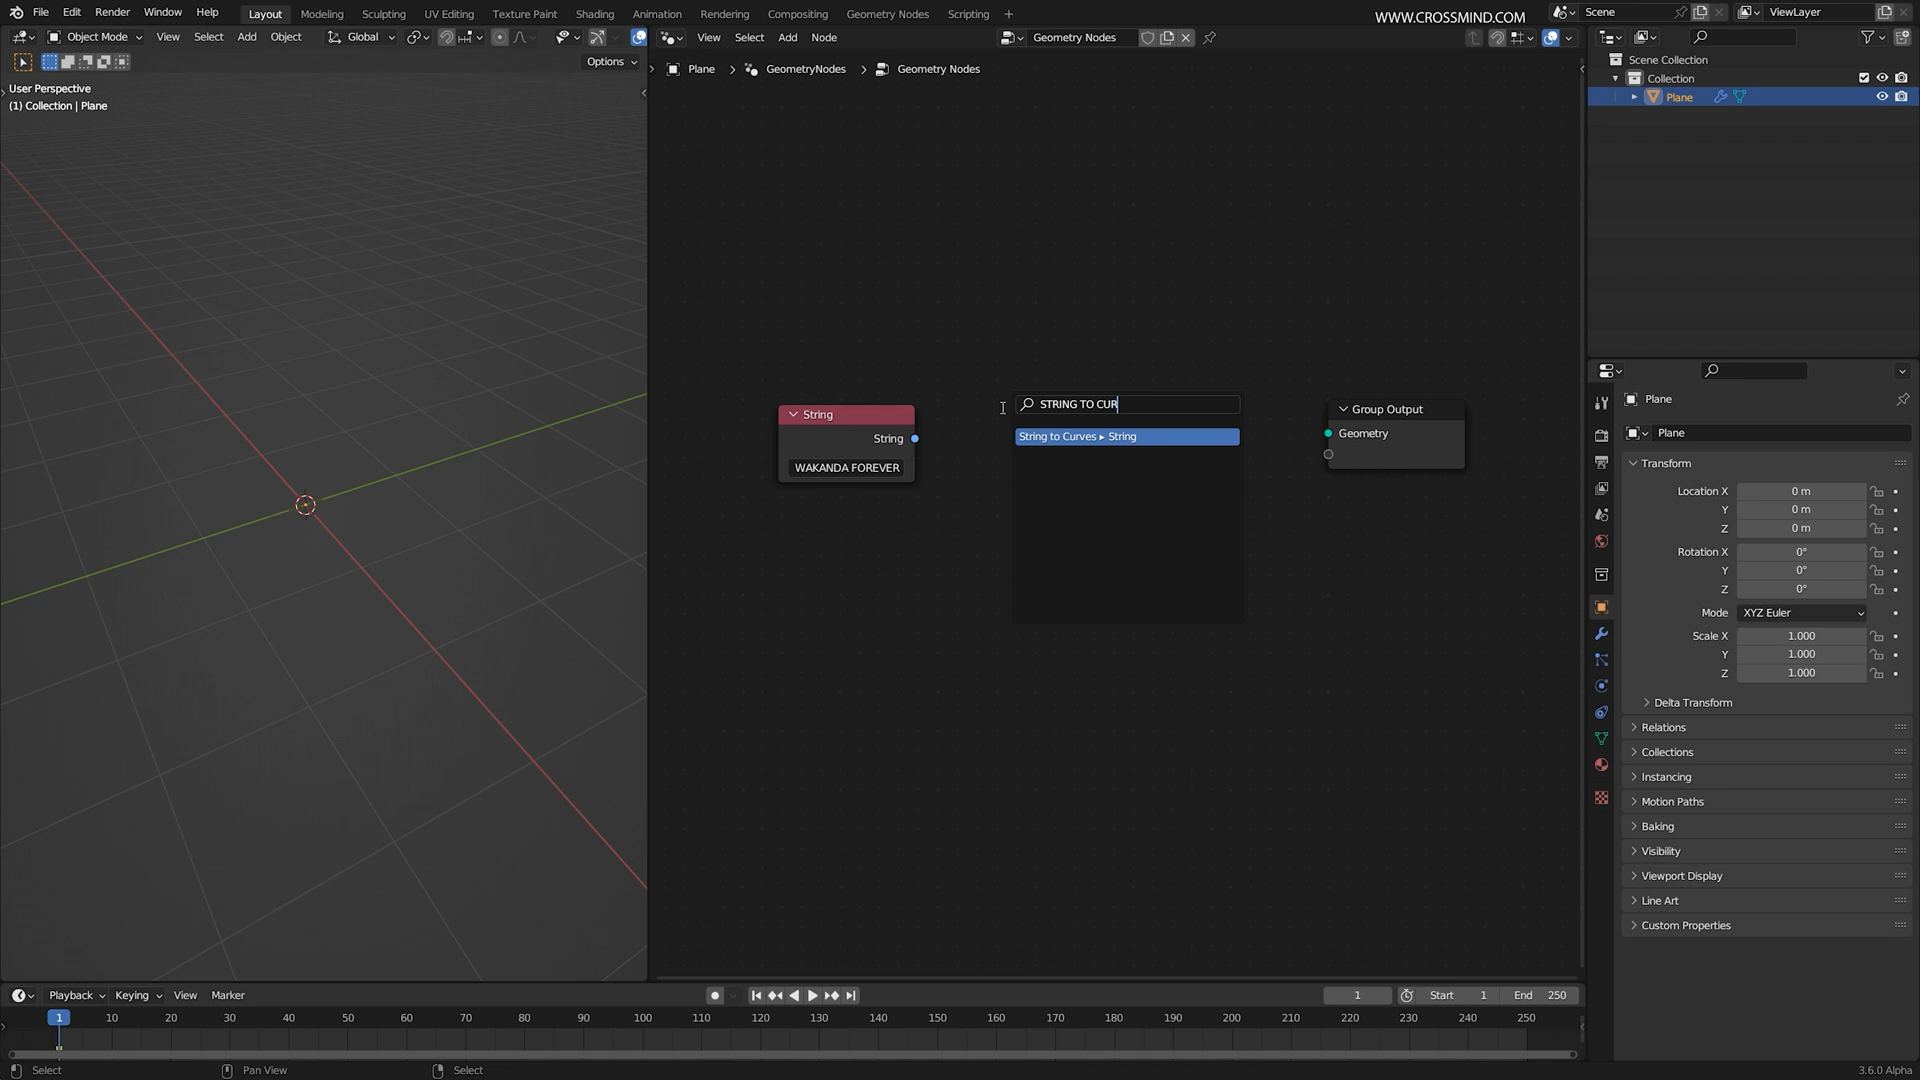 File Edit Render Window Help
Layout Modeling Sculpting UV Editing Texture Paint Shading Animation Rendering Compositing Geometry Nodes Scripting +
WWW.CROSSMIND.COM
Scene
ViewLayer
Object Mode View Select Add Object Global
View Select Add Node Geometry Nodes
Options
Plane > GeometryNodes > Geometry Nodes
User Perspective
(1) Collection | Plane
Scene Collection
Collection
Plane
String
String
WAKANDA FOREVER
STRING TO CUR
String to Curves ▸ String
Group Output
Geometry
Plane
Plane
Transform
Location X 0 m
Y 0 m
Z 0 m
Rotation X 0°
Y 0°
Z 0°
Mode XYZ Euler
Scale X 1.000
Y 1.000
Z 1.000
Delta Transform
Relations
Collections
Instancing
Motion Paths
Baking
Visibility
Viewport Display
Line Art
Custom Properties
Playback Keying View Marker
1 Start 1 End 250
1 10 20 30 40 50 60 70 80 90 100 110 120 130 140 150 160 170 180 190 200 210 220 230 240 250
Select Pan View Select
3.6.0 Alpha